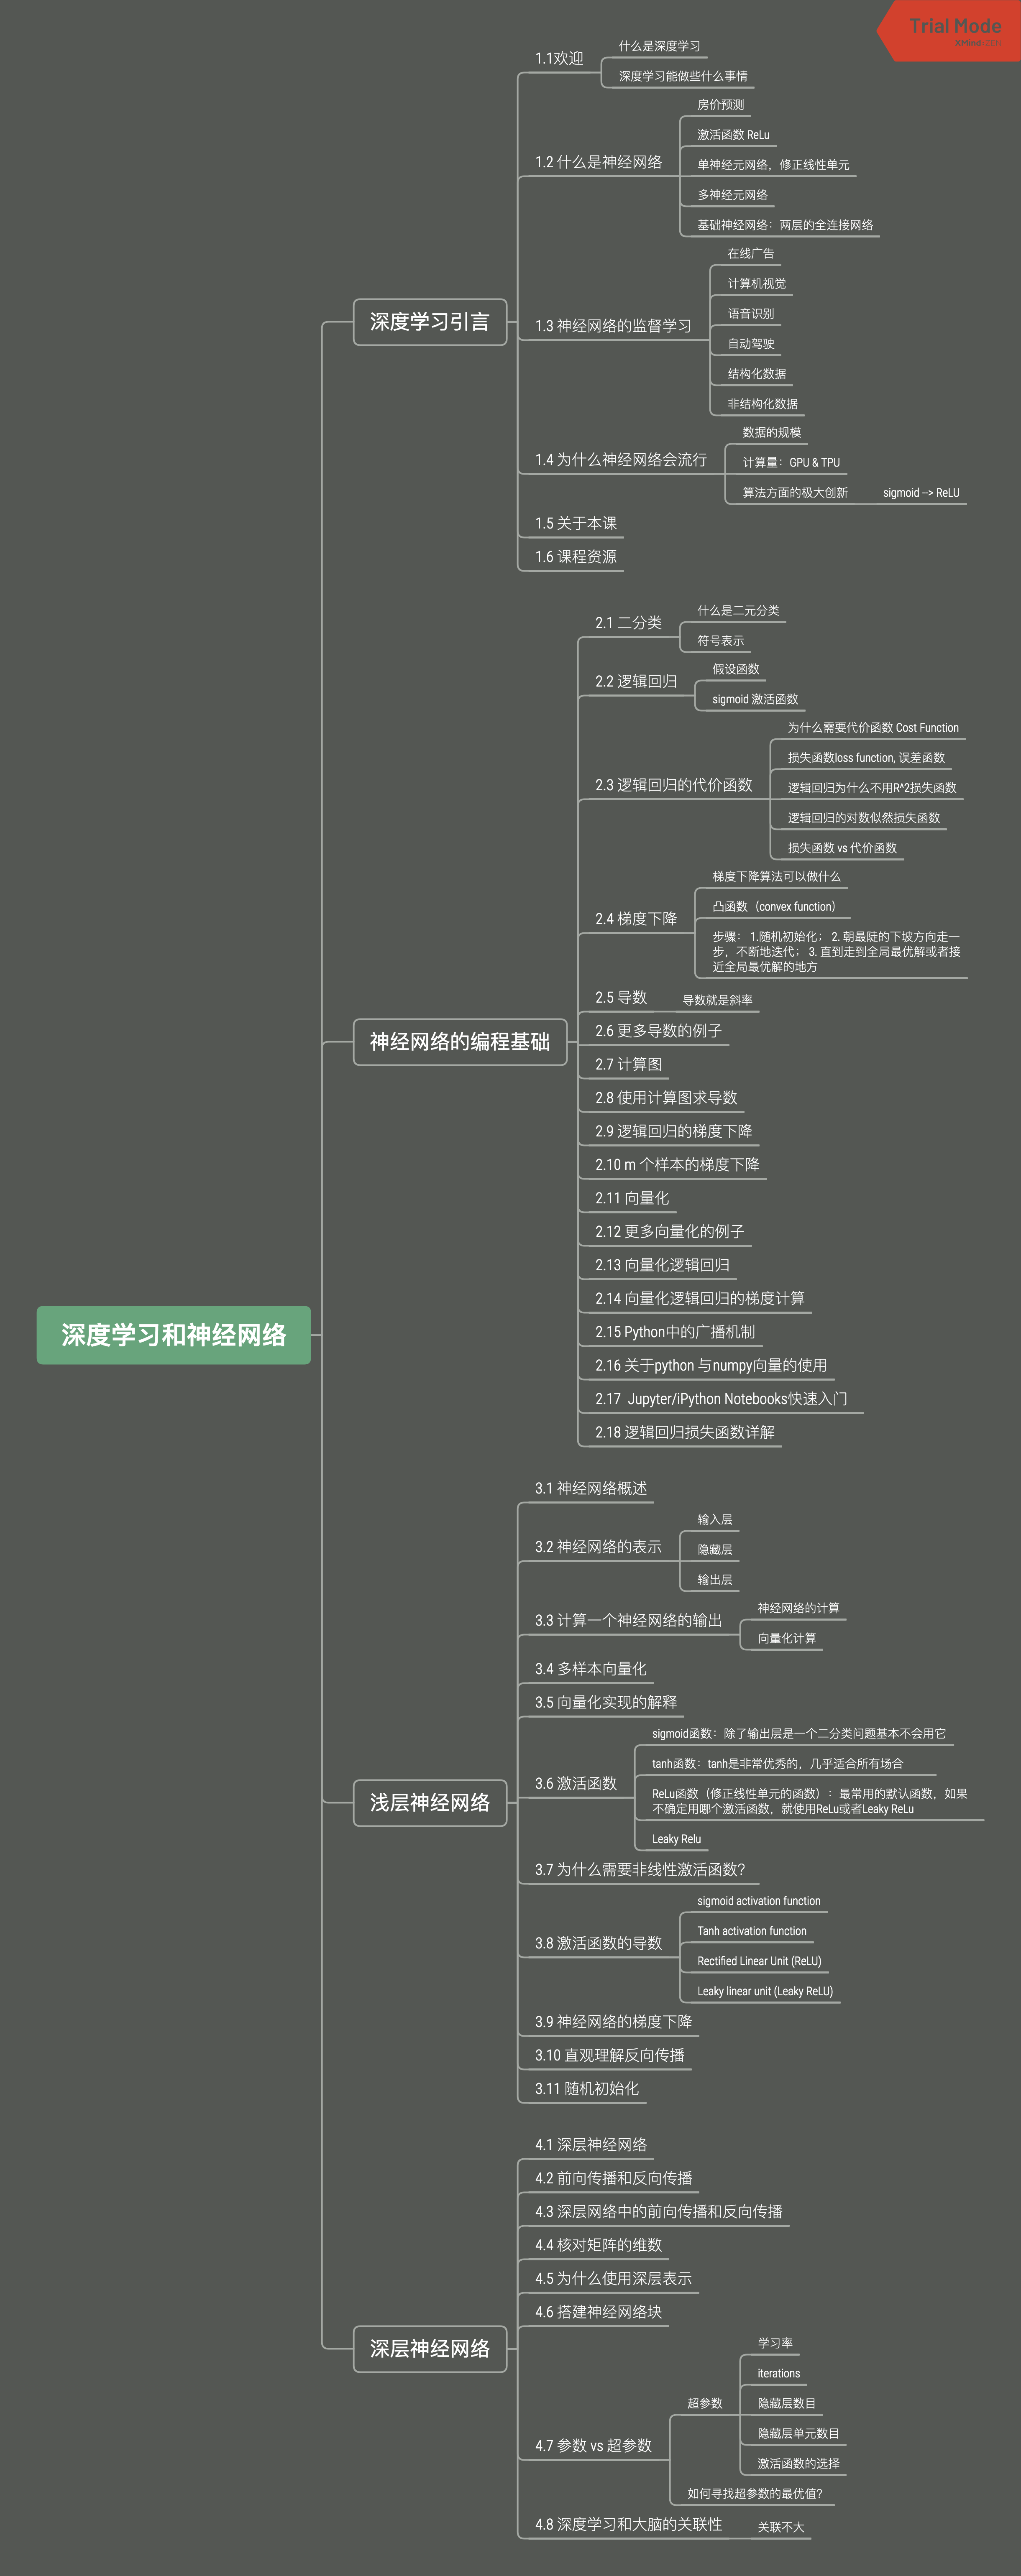 Trial Mode
XMind:ZEN
深度学习和神经网络
深度学习引言
1.1欢迎
什么是深度学习
深度学习能做些什么事情
1.2 什么是神经网络
房价预测
激活函数 ReLu
单神经元网络，修正线性单元
多神经元网络
基础神经网络：两层的全连接网络
1.3 神经网络的监督学习
在线广告
计算机视觉
语音识别
自动驾驶
结构化数据
非结构化数据
1.4 为什么神经网络会流行
数据的规模
计算量：GPU & TPU
算法方面的极大创新
sigmoid --> ReLU
1.5 关于本课
1.6 课程资源
神经网络的编程基础
2.1 二分类
什么是二元分类
符号表示
2.2 逻辑回归
假设函数
sigmoid 激活函数
2.3 逻辑回归的代价函数
为什么需要代价函数 Cost Function
损失函数loss function, 误差函数
逻辑回归为什么不用R^2损失函数
逻辑回归的对数似然损失函数
损失函数 vs 代价函数
2.4 梯度下降
梯度下降算法可以做什么
凸函数（convex function）
步骤： 1.随机初始化； 2. 朝最陡的下坡方向走一
步，不断地迭代； 3. 直到走到全局最优解或者接
近全局最优解的地方
2.5 导数
导数就是斜率
2.6 更多导数的例子
2.7 计算图
2.8 使用计算图求导数
2.9 逻辑回归的梯度下降
2.10 m 个样本的梯度下降
2.11 向量化
2.12 更多向量化的例子
2.13 向量化逻辑回归
2.14 向量化逻辑回归的梯度计算
2.15 Python中的广播机制
2.16 关于python 与numpy向量的使用
2.17  Jupyter/iPython Notebooks快速入门
2.18 逻辑回归损失函数详解
浅层神经网络
3.1 神经网络概述
3.2 神经网络的表示
输入层
隐藏层
输出层
3.3 计算一个神经网络的输出
神经网络的计算
向量化计算
3.4 多样本向量化
3.5 向量化实现的解释
3.6 激活函数
sigmoid函数：除了输出层是一个二分类问题基本不会用它
tanh函数：tanh是非常优秀的，几乎适合所有场合
ReLu函数（修正线性单元的函数）：最常用的默认函数，如果
不确定用哪个激活函数，就使用ReLu或者Leaky ReLu
Leaky Relu
3.7 为什么需要非线性激活函数？
3.8 激活函数的导数
sigmoid activation function
Tanh activation function
Rectified Linear Unit (ReLU)
Leaky linear unit (Leaky ReLU)
3.9 神经网络的梯度下降
3.10 直观理解反向传播
3.11 随机初始化
深层神经网络
4.1 深层神经网络
4.2 前向传播和反向传播
4.3 深层网络中的前向传播和反向传播
4.4 核对矩阵的维数
4.5 为什么使用深层表示
4.6 搭建神经网络块
4.7 参数 vs 超参数
超参数
学习率
iterations
隐藏层数目
隐藏层单元数目
激活函数的选择
如何寻找超参数的最优值？
4.8 深度学习和大脑的关联性
关联不大